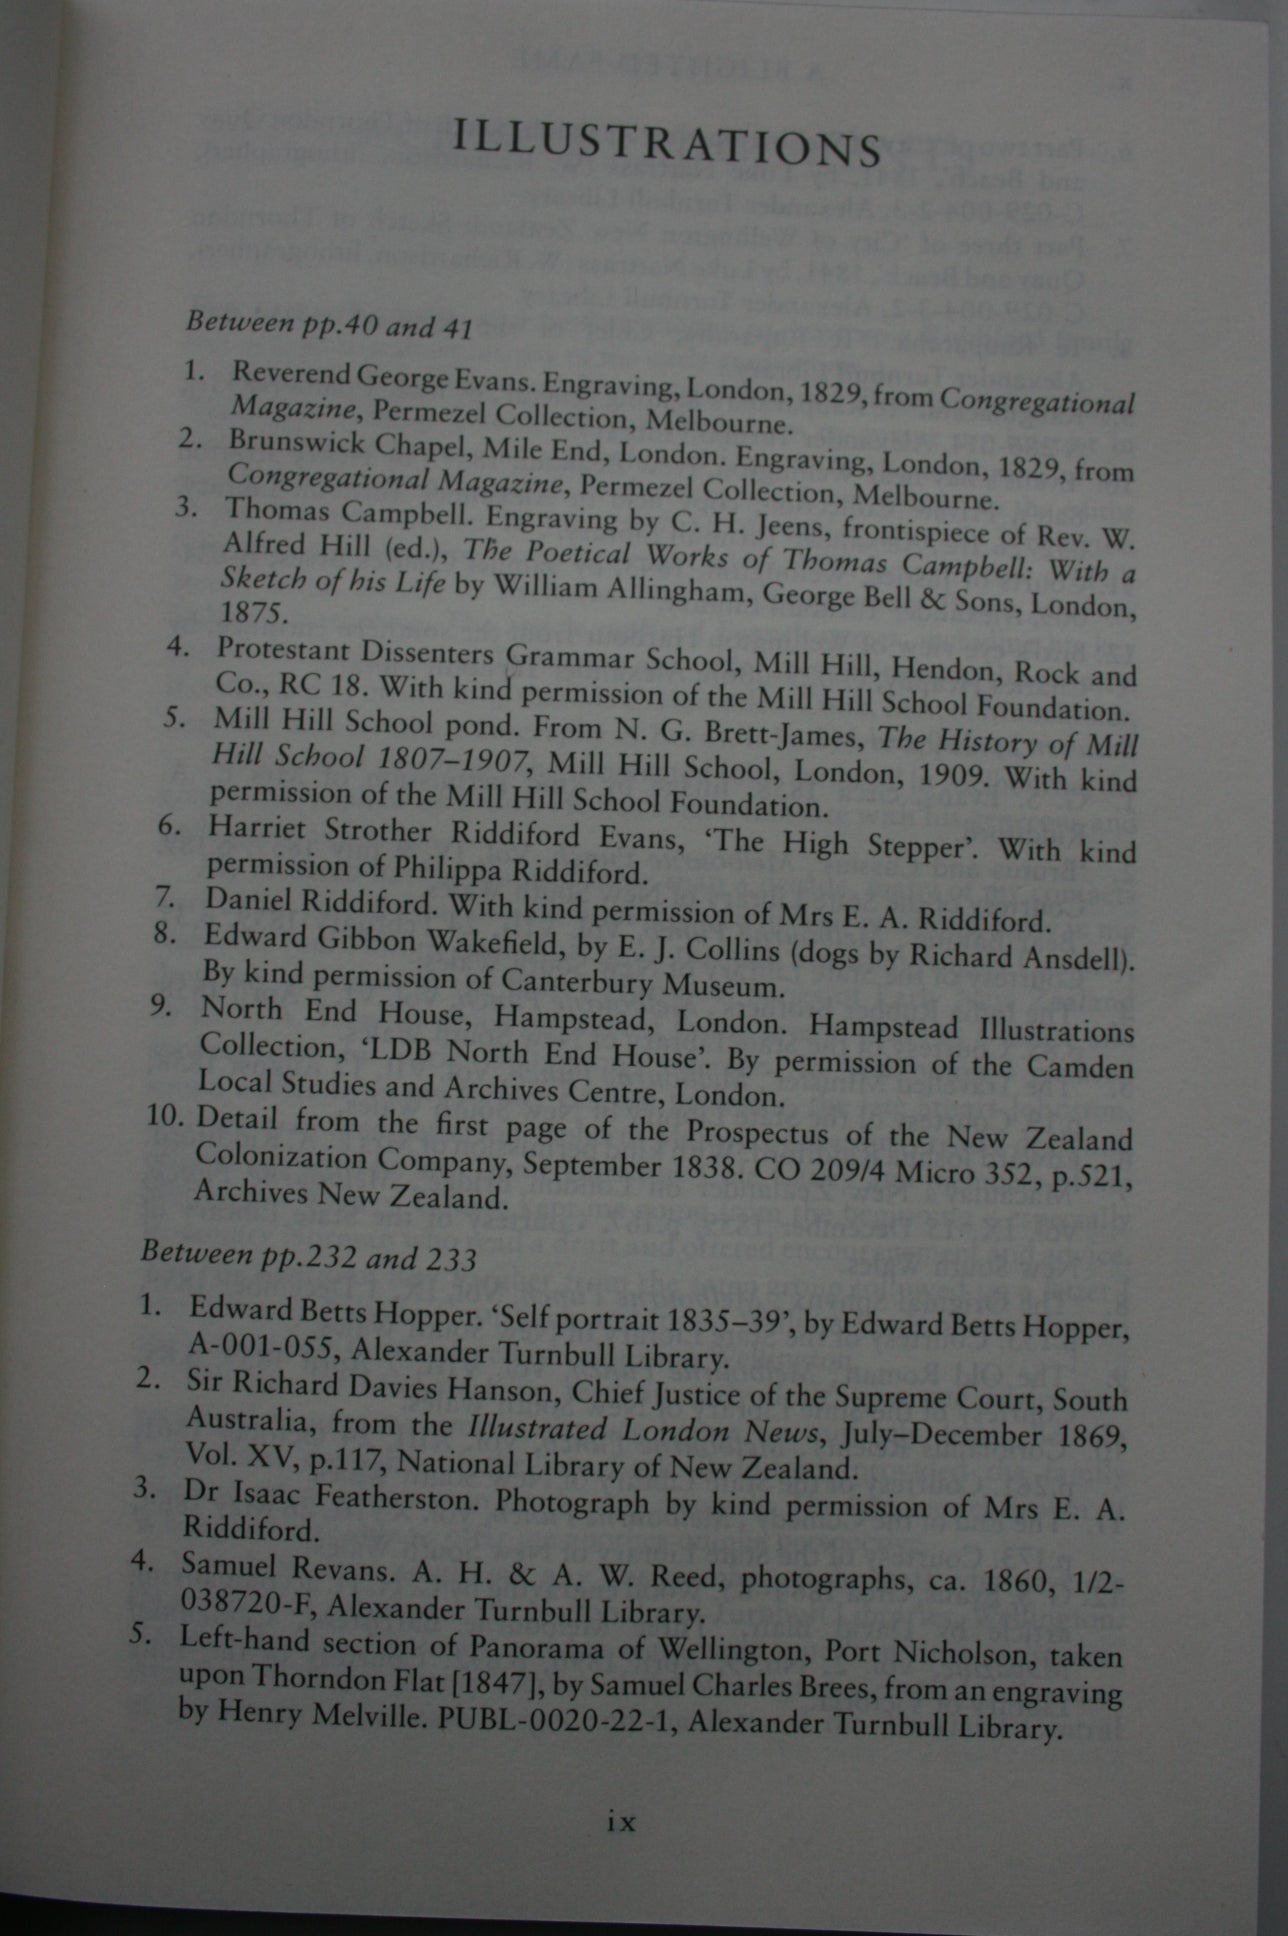 ILLUSTRATIONS
Between pp.40 and 41
1. Reverend George Evans. Engraving, London, 1829, from Congregational
Magazine, Permezel Collection, Melbourne.
2. Brunswick Chapel, Mile End, London. Engraving, London, 1829, from
Congregational Magazine, Permezel Collection, Melbourne.
3. Thomas Campbell. Engraving by C. H. Jeens, frontispiece of Rev. W.
Alfred Hill (ed.), The Poetical Works of Thomas Campbell: With a
Sketch of his Life by William Allingham, George Bell & Sons, London,
1875.
4. Protestant Dissenters Grammar School, Mill Hill, Hendon, Rock and
Co., RC 18. With kind permission of the Mill Hill School Foundation.
5. Mill Hill School pond. From N. G. Brett-James, The History of Mill
Hill School 1807–1907, Mill Hill School, London, 1909. With kind
permission of the Mill Hill School Foundation.
6. Harriet Strother Riddiford Evans, ‘The High Stepper’. With kind
permission of Philippa Riddiford.
7. Daniel Riddiford. With kind permission of Mrs E. A. Riddiford.
8. Edward Gibbon Wakefield, by E. J. Collins (dogs by Richard Ansdell).
By kind permission of Canterbury Museum.
9. North End House, Hampstead, London. Hampstead Illustrations
Collection, ‘LDB North End House’. By permission of the Camden
Local Studies and Archives Centre, London.
10. Detail from the first page of the Prospectus of the New Zealand
Colonization Company, September 1838. CO 209/4 Micro 352, p.521,
Archives New Zealand.
Between pp.232 and 233
1. Edward Betts Hopper. ‘Self portrait 1835–39’, by Edward Betts Hopper,
A-001-055, Alexander Turnbull Library.
2. Sir Richard Davies Hanson, Chief Justice of the Supreme Court, South
Australia, from the Illustrated London News, July–December 1869,
Vol. XV, p.117, National Library of New Zealand.
3. Dr Isaac Featherston. Photograph by kind permission of Mrs E. A.
Riddiford.
4. Samuel Revans. A. H. & A. W. Reed, photographs, ca. 1860, 1/2-
038720-F, Alexander Turnbull Library.
5. Left-hand section of Panorama of Wellington, Port Nicholson, taken
upon Thorndon Flat [1847], by Samuel Charles Brees, from an engraving
by Henry Melville. PUBL-0020-22-1, Alexander Turnbull Library.
ix